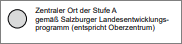 Zentraler Ort der Stufe A
gemäß Salzburger Landesentwicklungs-
programm (entspricht Oberzentrum)